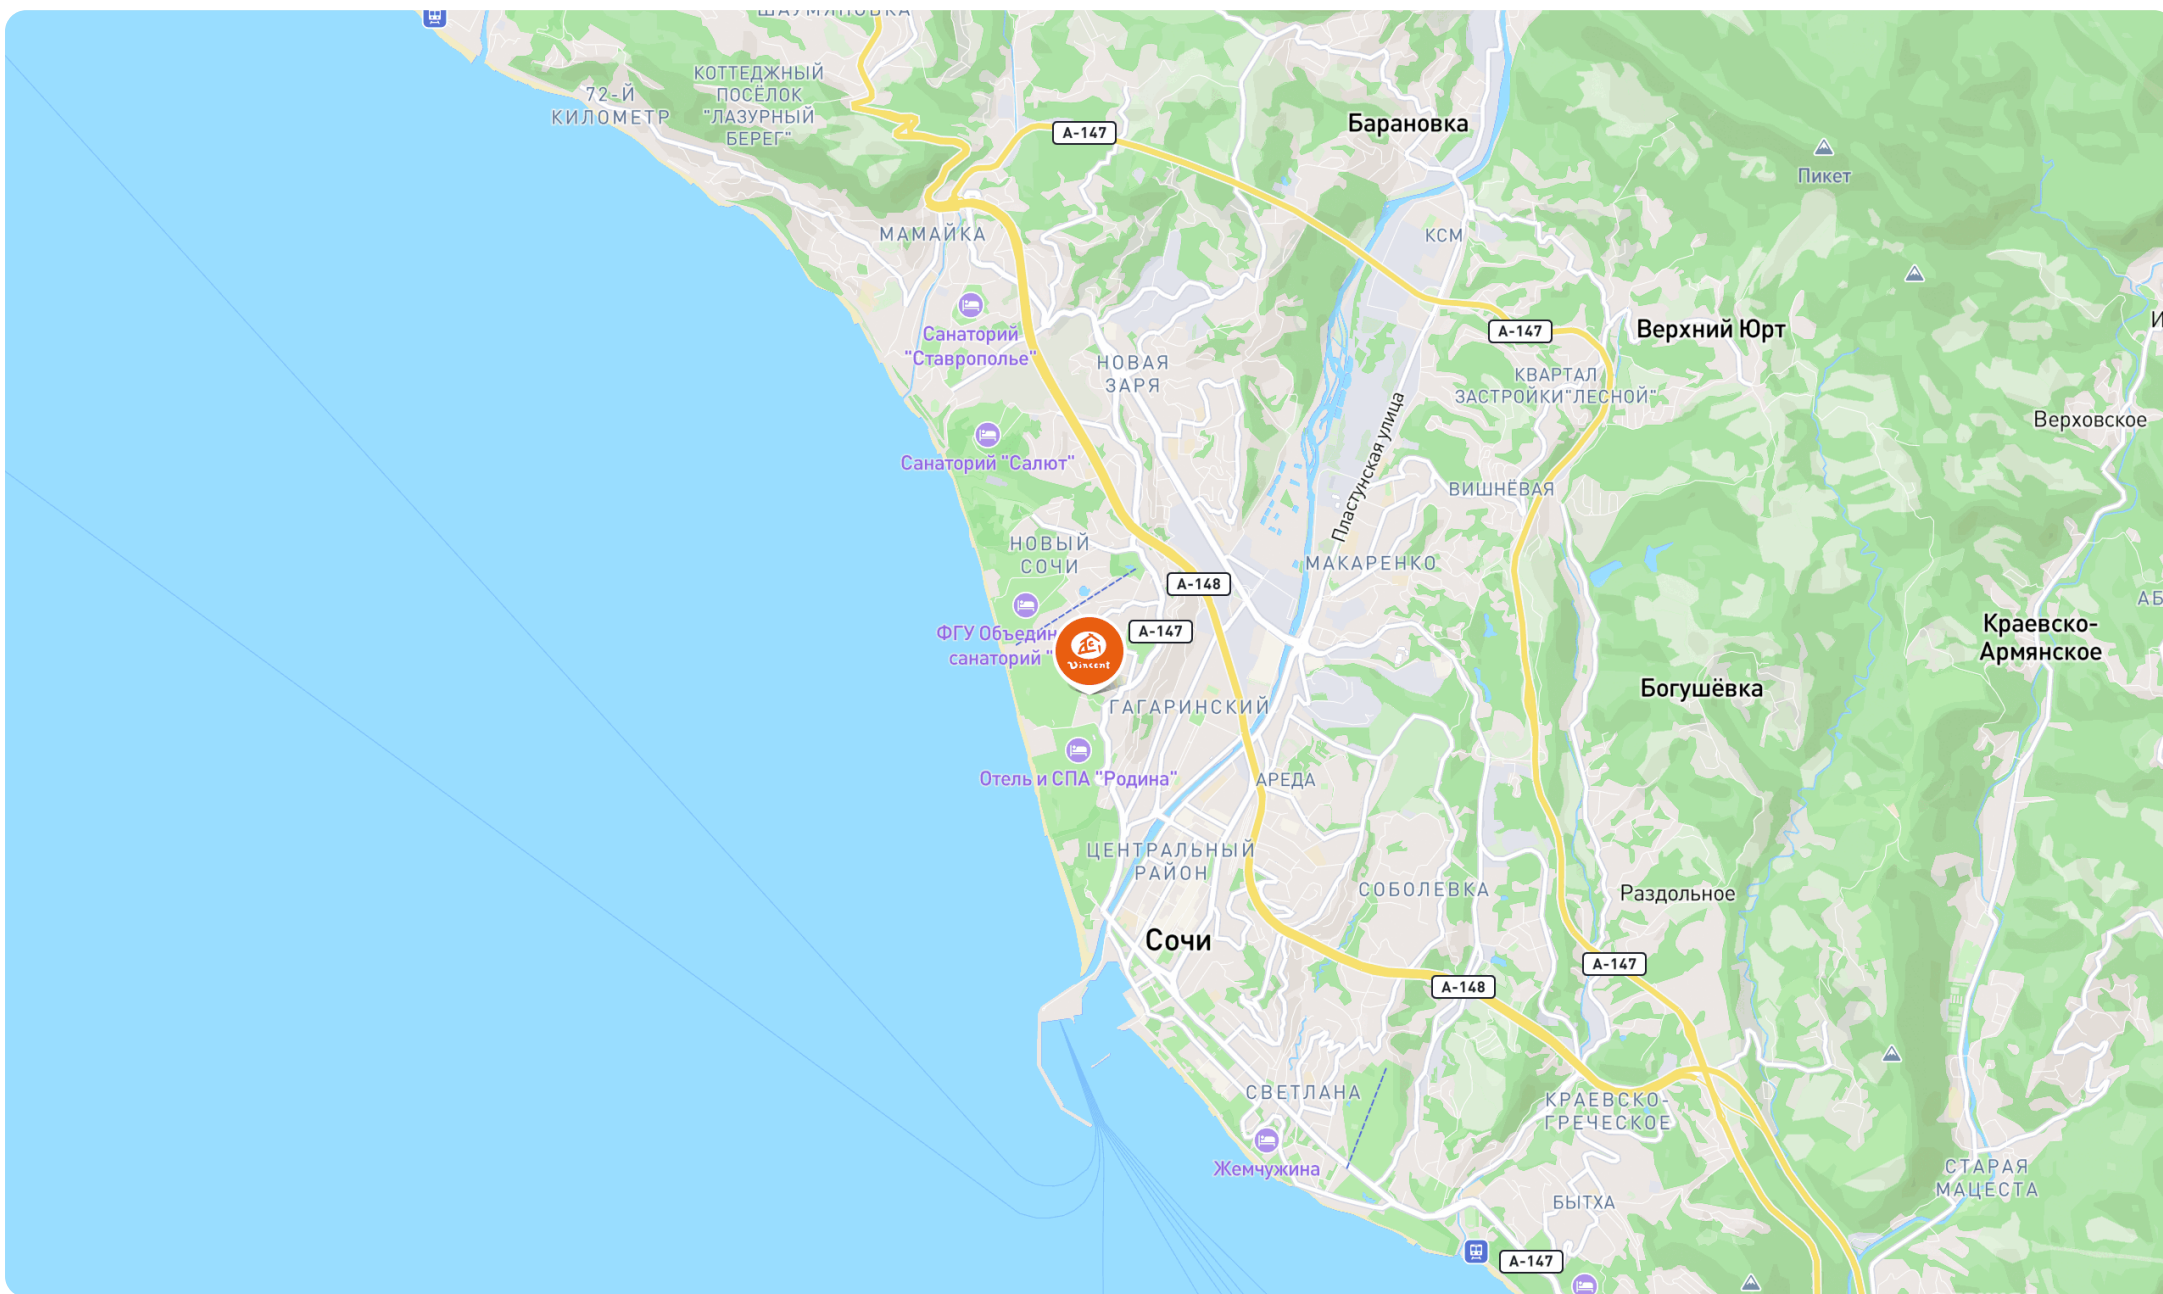 ШАУМЯНОВКА
КОТТЕДЖНЫЙ
ПОСЁЛОК
"ЛАЗУРНЫЙ
БЕРЕГ"
72-Й
КИЛОМЕТР
А-147
Барановка
Пикет
МАМАЙКА
КСМ
Санаторий
"Ставрополье"
А-147
Верхний Юрт
НОВАЯ
ЗАРЯ
КВАРТАЛ
ЗАСТРОЙКИ"ЛЕСНОЙ"
Верховское
Пластунская улица
Санаторий "Салют"
ВИШНЁВАЯ
НОВЫЙ
СОЧИ
МАКАРЕНКО
А-148
АБ
ФГУ Объедин
санаторий "
Vincent
А-147
Краевско-
Армянское
Богушёвка
ГАГАРИНСКИЙ
Отель и СПА "Родина"
АРЕДА
ЦЕНТРАЛЬНЫЙ
РАЙОН
СОБОЛЕВКА
Раздольное
Сочи
А-147
А-148
СВЕТЛАНА
КРАЕВСКО-
ГРЕЧЕСКОЕ
Жемчужина
СТАРАЯ
МАЦЕСТА
БЫТХА
А-147